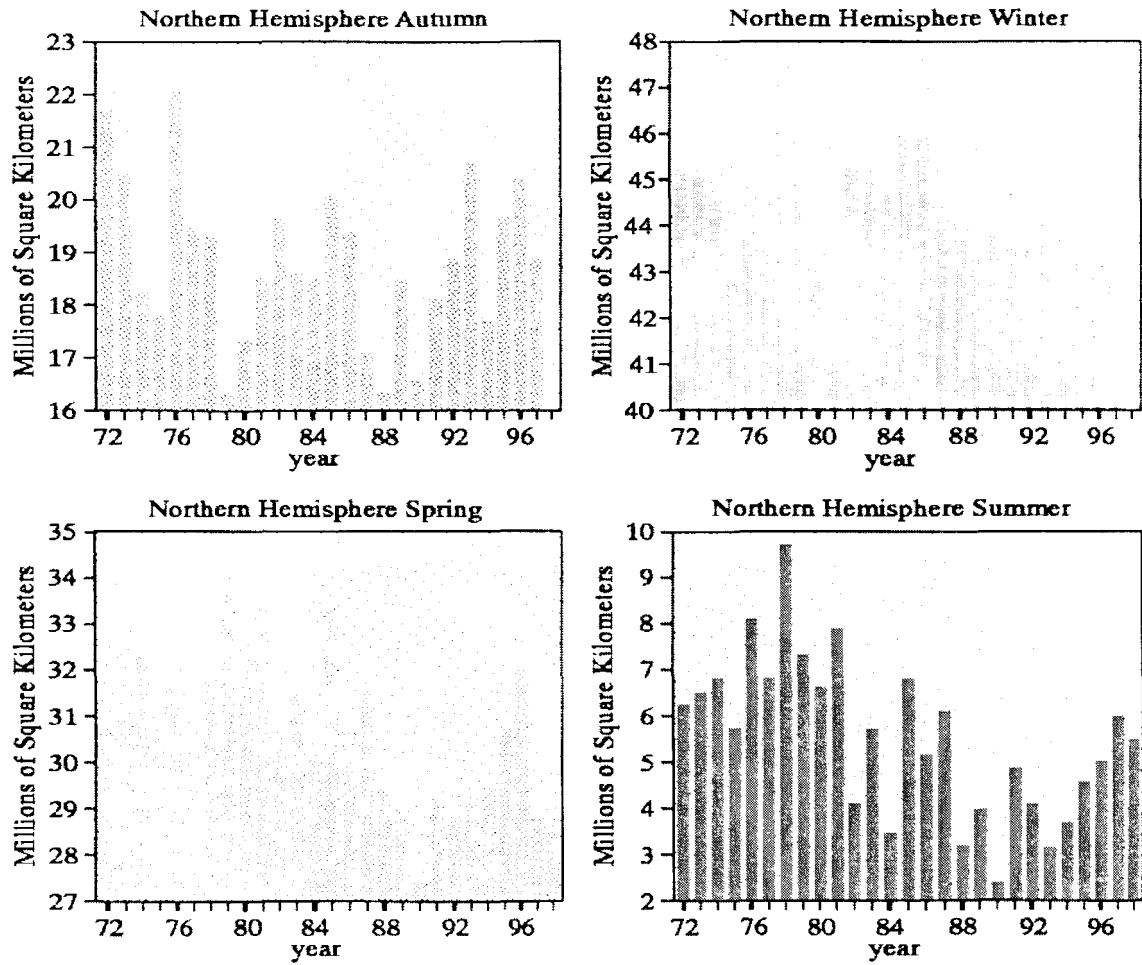 Northern Hemisphere Autumn
Millions of Square Kilometers
23
22
21
20
19
18
17
16
72 76 80 84 88 92 96
year
Northern Hemisphere Winter
Millions of Square Kilometers
48
47
46
45
44
43
42
41
40
72 76 80 84 88 92 96
year
Northern Hemisphere Spring
Millions of Square Kilometers
35
34
33
32
31
30
29
28
27
72 76 80 84 88 92 96
year
Northern Hemisphere Summer
Millions of Square Kilometers
10
9
8
7
6
5
4
3
2
72 76 80 84 88 92 96
year